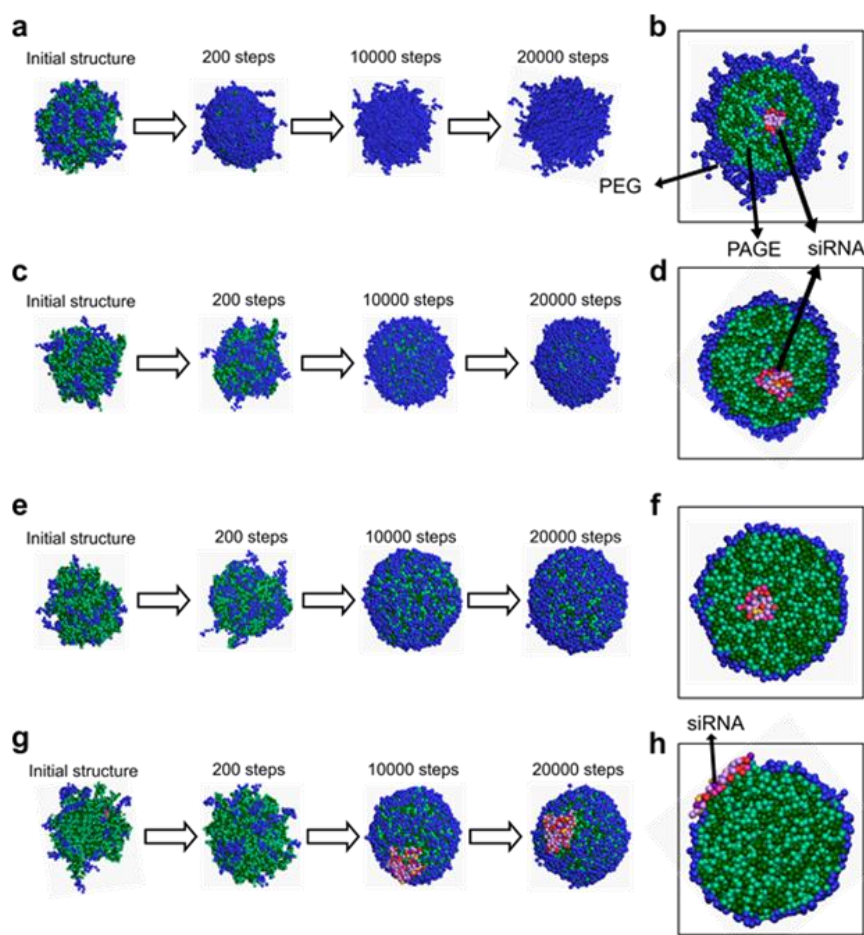 a
b
Initial structure
200 steps
10000 steps
20000 steps
PEG
PAGE
siRNA
c
d
Initial structure
200 steps
10000 steps
20000 steps
e
f
Initial structure
200 steps
10000 steps
20000 steps
g
siRNA
h
Initial structure
200 steps
10000 steps
20000 steps